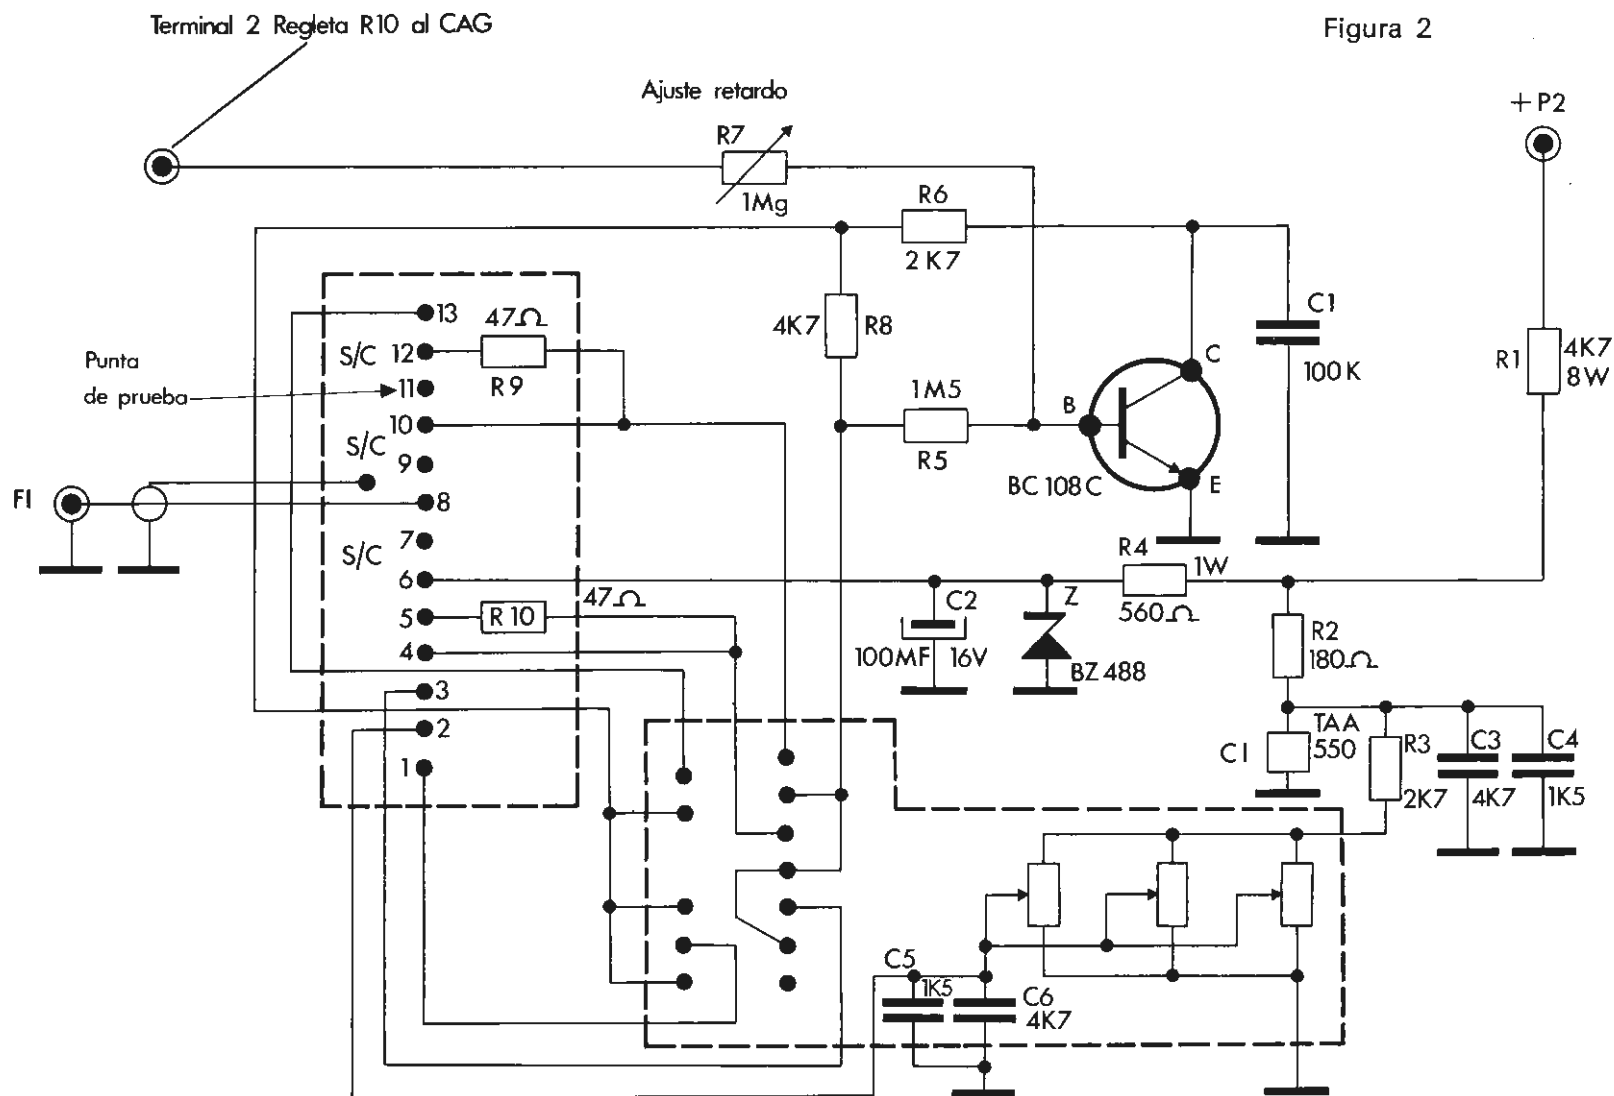 Terminal 2 Regleta R10 al CAG
Figura 2
Ajuste retardo
+ P2
R7
1Mg
R6
2K7
C1
100K
R1
4K7
8W
4K7
R8
13
47Ω
S/C
12
R9
Punta
de prueba
11
10
S/C
9
FI
8
7
S/C
6
5
R10
47Ω
4
3
2
1
1M5
R5
B
C
E
BC 108C
R4
1W
560Ω
C2
100MF
16V
Z
BZ 488
R2
180Ω
TAA
550
CI
R3
2K7
C3
4K7
C4
1K5
C5
1K5
C6
4K7